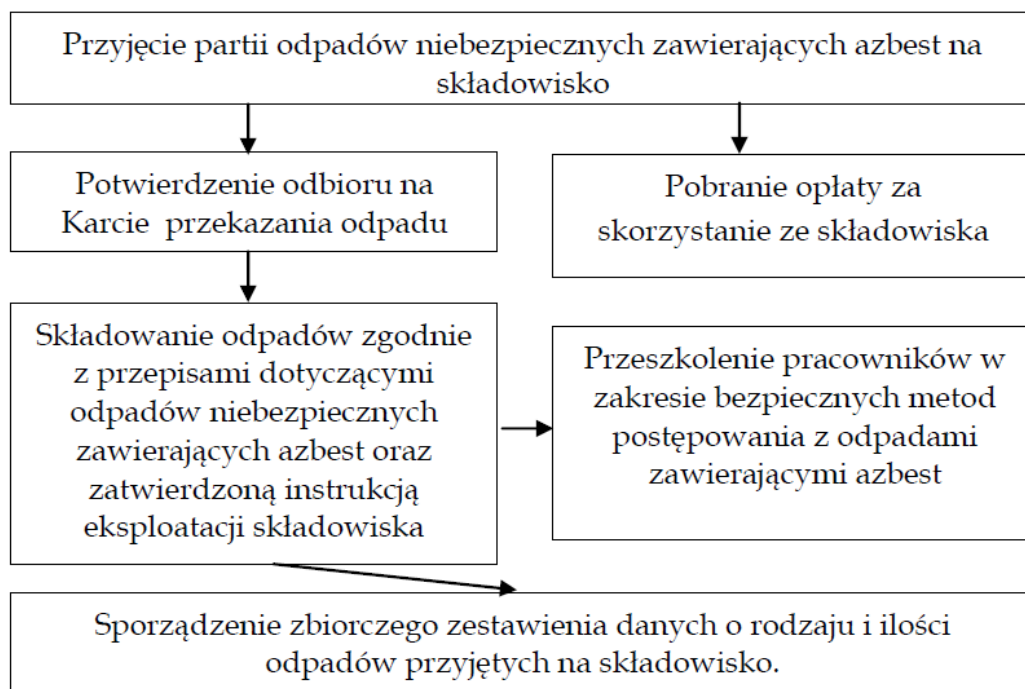 Przyjęcie partii odpadów niebezpiecznych zawierających azbest na
składowisko
Potwierdzenie odbioru na
Karcie przekazania odpadu
Pobranie opłaty za
skorzystanie ze składowiska
Składowanie odpadów zgodnie
z przepisami dotyczącymi
odpadów niebezpiecznych
zawierających azbest oraz
zatwierdzoną instrukcją
eksploatacji składowiska
Przeszkolenie pracowników w
zakresie bezpiecznych metod
postępowania z odpadami
zawierającymi azbest
Sporządzenie zbiorczego zestawienia danych o rodzaju i ilości
odpadów przyjętych na składowisko.